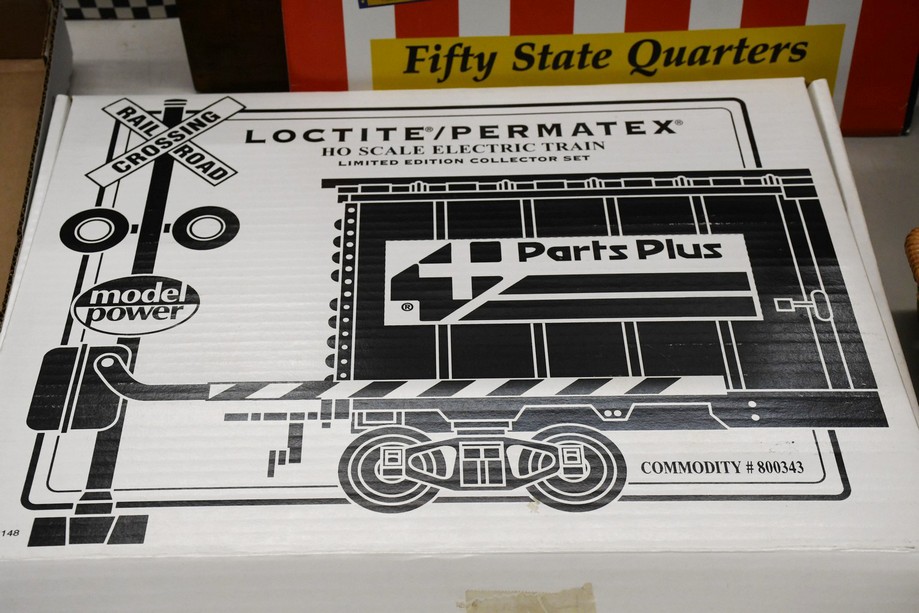 Fifty State Quarters
RAIL ROAD
CROSSING
LOCTITE®/PERMATEX®
HO SCALE ELECTRIC TRAIN
LIMITED EDITION COLLECTOR SET
Parts Plus
®
model
power
COMMODITY # 800343
148